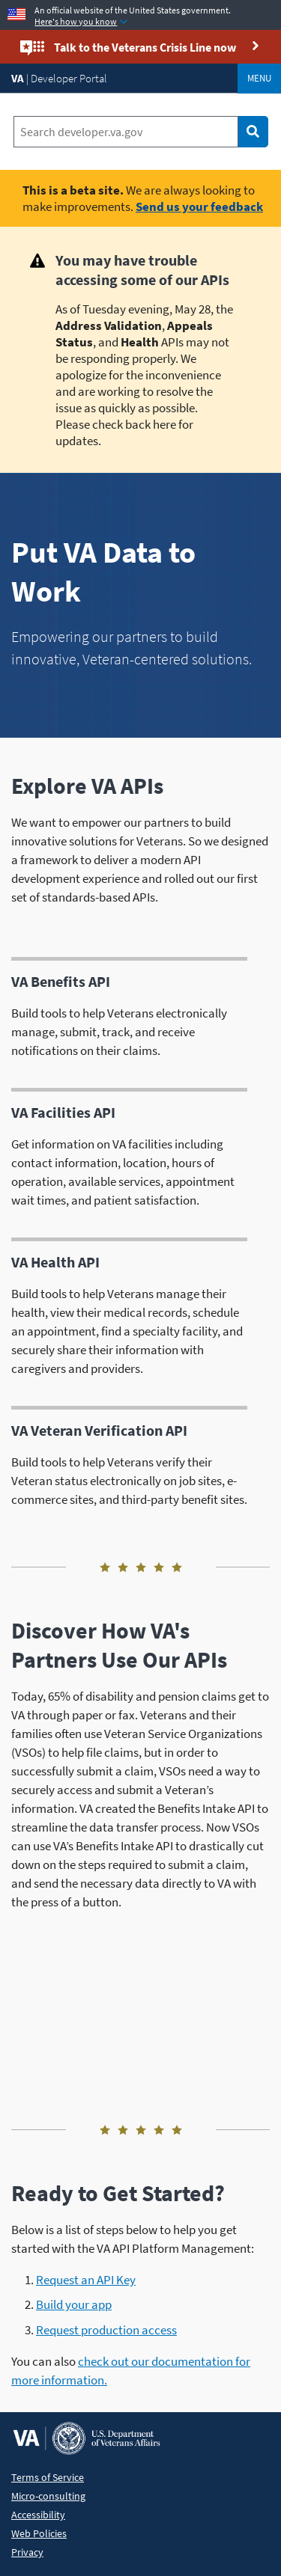 An official website of the United States government.
Here's how you know
Talk to the Veterans Crisis Line now
VA | Developer Portal
MENU
Search developer.va.gov
This is a beta site. We are always looking to
make improvements. Send us your feedback
You may have trouble
accessing some of our APIs
As of Tuesday evening, May 28, the
Address Validation, Appeals
Status, and Health APIs may not
be responding properly. We
apologize for the inconvenience
and are working to resolve the
issue as quickly as possible.
Please check back here for
updates.
Put VA Data to
Work
Empowering our partners to build
innovative, Veteran-centered solutions.
Explore VA APIs
We want to empower our partners to build
innovative solutions for Veterans. So we designed
a framework to deliver a modern API
development experience and rolled out our first
set of standards-based APIs.
VA Benefits API
Build tools to help Veterans electronically
manage, submit, track, and receive
notifications on their claims.
VA Facilities API
Get information on VA facilities including
contact information, location, hours of
operation, available services, appointment
wait times, and patient satisfaction.
VA Health API
Build tools to help Veterans manage their
health, view their medical records, schedule
an appointment, find a specialty facility, and
securely share their information with
caregivers and providers.
VA Veteran Verification API
Build tools to help Veterans verify their
Veteran status electronically on job sites, e-
commerce sites, and third-party benefit sites.
Discover How VA's
Partners Use Our APIs
Today, 65% of disability and pension claims get to
VA through paper or fax. Veterans and their
families often use Veteran Service Organizations
(VSOs) to help file claims, but in order to
successfully submit a claim, VSOs need a way to
securely access and submit a Veteran’s
information. VA created the Benefits Intake API to
streamline the data transfer process. Now VSOs
can use VA’s Benefits Intake API to drastically cut
down on the steps required to submit a claim,
and send the necessary data directly to VA with
the press of a button.
Ready to Get Started?
Below is a list of steps below to help you get
started with the VA API Platform Management:
1. Request an API Key
2. Build your app
3. Request production access
You can also check out our documentation for
more information.
VA
U.S. Department
of Veterans Affairs
Terms of Service
Micro-consulting
Accessibility
Web Policies
Privacy